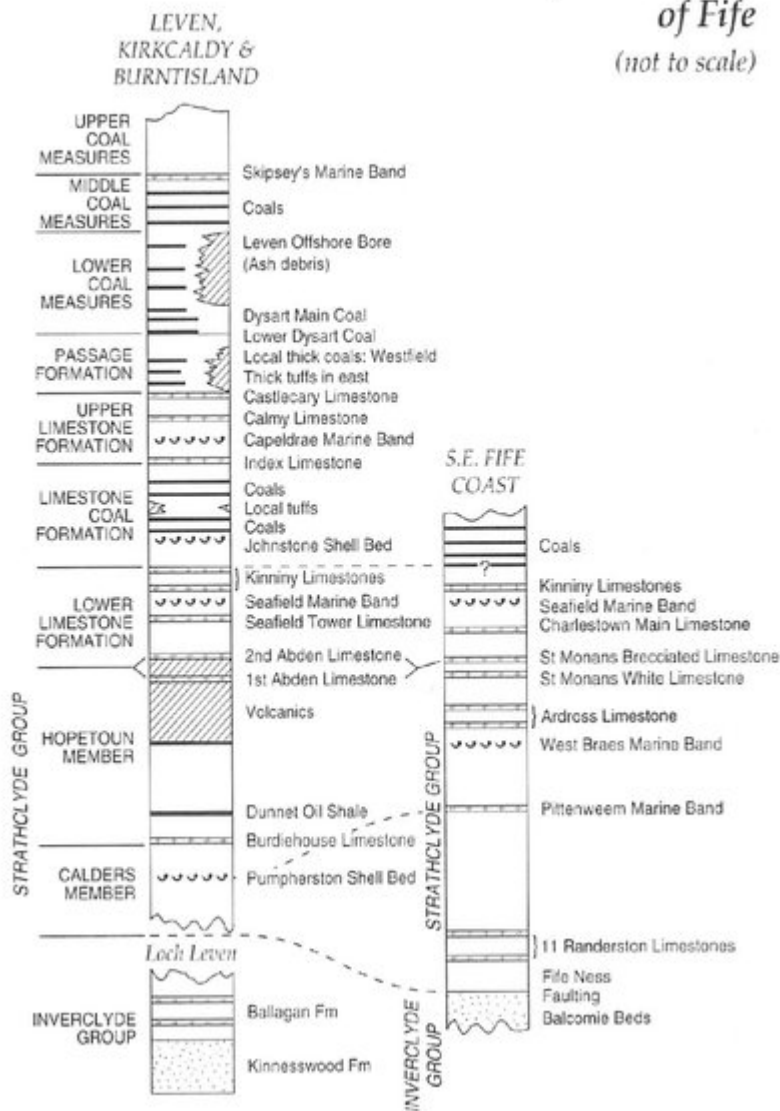 of Fife
(not to scale)
LEVEN,
KIRKCALDY &
BURNTISLAND
UPPER
COAL
MEASURES
Skipsey's Marine Band
MIDDLE
COAL
MEASURES
Coals
LOWER
COAL
MEASURES
Leven Offshore Bore
(Ash debris)
Dysart Main Coal
Lower Dysart Coal
PASSAGE
FORMATION
Local thick coals: Westfield
Thick tuffs in east
Castlecary Limestone
UPPER
LIMESTONE
FORMATION
Calmy Limestone
Capeldrae Marine Band
Index Limestone
LIMESTONE
COAL
FORMATION
Coals
Local tuffs
Coals
Johnstone Shell Bed
LOWER
LIMESTONE
FORMATION
Kinniny Limestones
Seafield Marine Band
Seafield Tower Limestone
2nd Abden Limestone
1st Abden Limestone
STRATHCLYDE GROUP
HOPETOUN
MEMBER
Volcanics
Dunnet Oil Shale
Burdiehouse Limestone
CALDERS
MEMBER
Pumpherston Shell Bed
Loch Leven
INVERCLYDE
GROUP
Ballagan Fm
Kinnesswood Fm
S.E. FIFE
COAST
Coals
?
Kinniny Limestones
Seafield Marine Band
Charlestown Main Limestone
St Monans Brecciated Limestone
St Monans White Limestone
Ardross Limestone
West Braes Marine Band
STRATHCLYDE GROUP
Pittenweem Marine Band
11 Randerston Limestones
Fife Ness
Faulting
Balcomie Beds
INVERCLYDE
GROUP